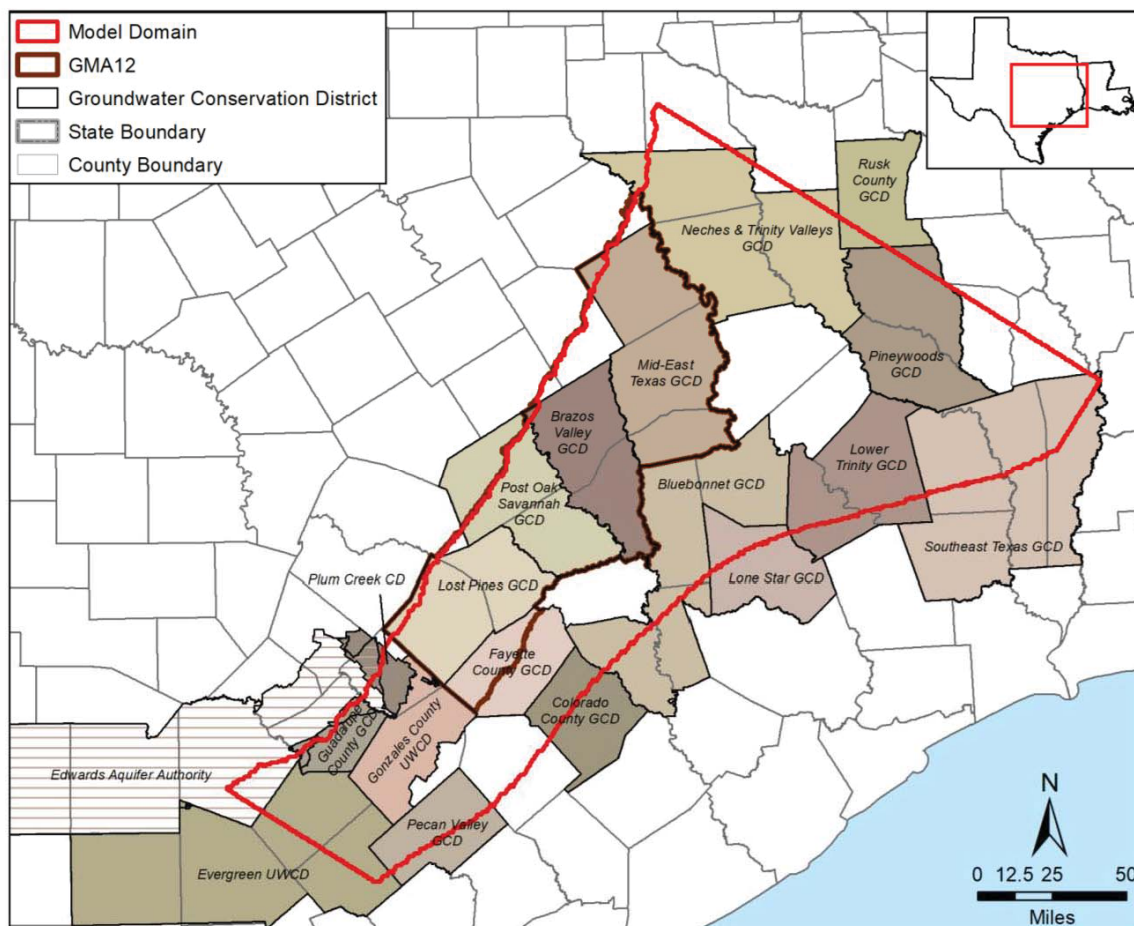 Model Domain
GMA12
Groundwater Conservation District
State Boundary
County Boundary
Rusk
County
GCD
Neches & Trinity Valleys
GCD
Pineywoods
GCD
Mid-East
Texas GCD
Brazos
Valley
GCD
Lower
Trinity GCD
Post Oak
Savannah
GCD
Bluebonnet GCD
Southeast Texas GCD
Lone Star GCD
Plum Creek CD
Lost Pines GCD
Fayette
County GCD
Colorado
County GCD
Guadalupe
County GCD
Gonzales County
UWCD
Edwards Aquifer Authority
Pecan Valley
GCD
Evergreen UWCD
N
0 12.5 25 50
Miles